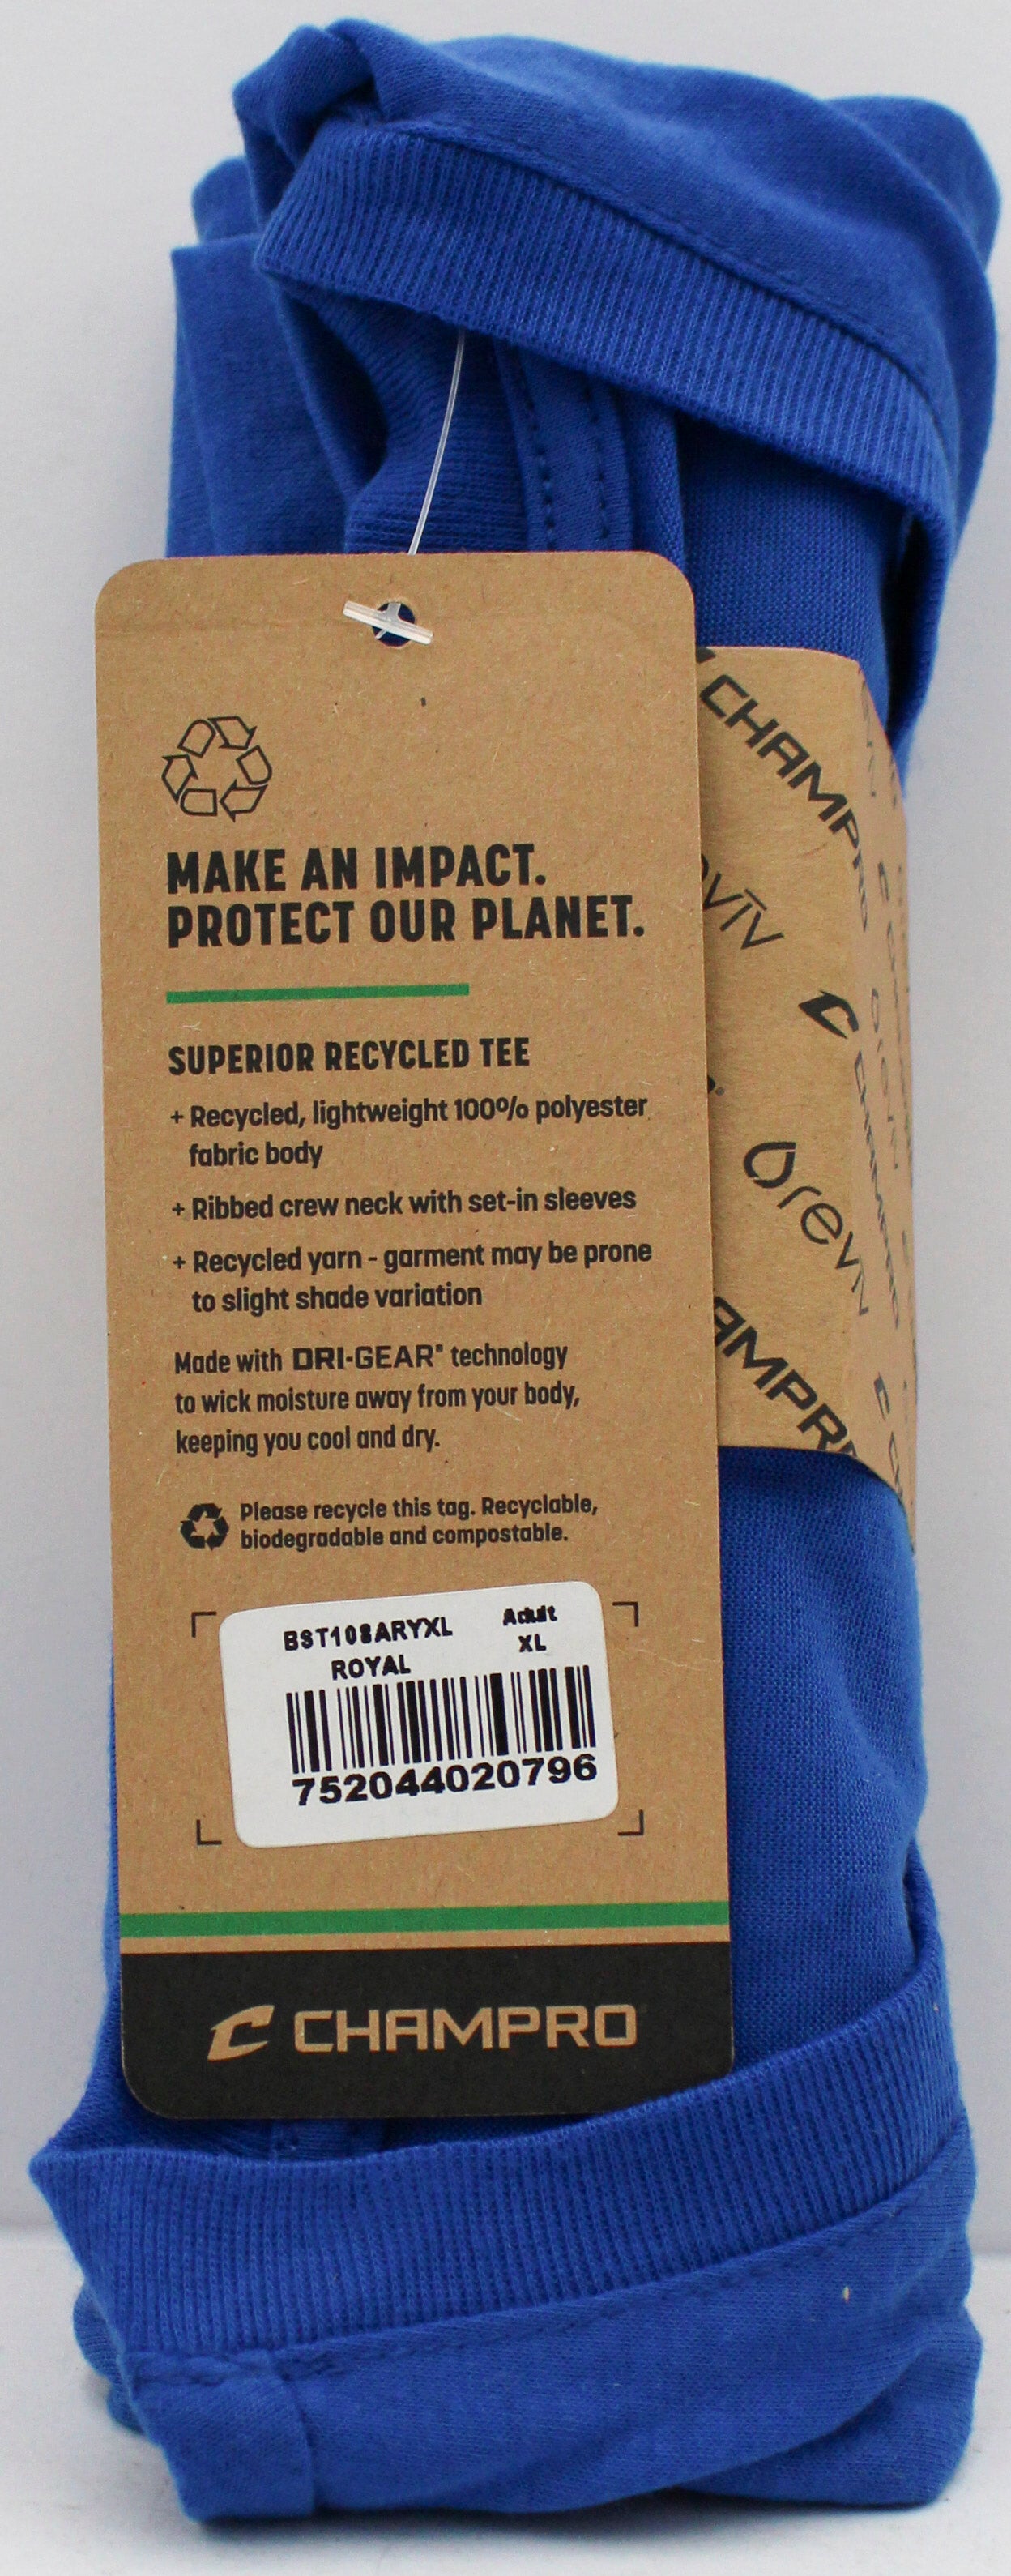 MAKE AN IMPACT.
PROTECT OUR PLANET.
SUPERIOR RECYCLED TEE
+ Recycled, lightweight 100% polyester
fabric body
+ Ribbed crew neck with set-in sleeves
+ Recycled yarn - garment may be prone
to slight shade variation
Made with DRI-GEAR® technology
to wick moisture away from your body,
keeping you cool and dry.
Please recycle this tag. Recyclable,
biodegradable and compostable.
BST108ARYXL Adult
ROYAL XL
752044020796
CHAMPRO
CHAMPRO
CHAMPRO
revīv